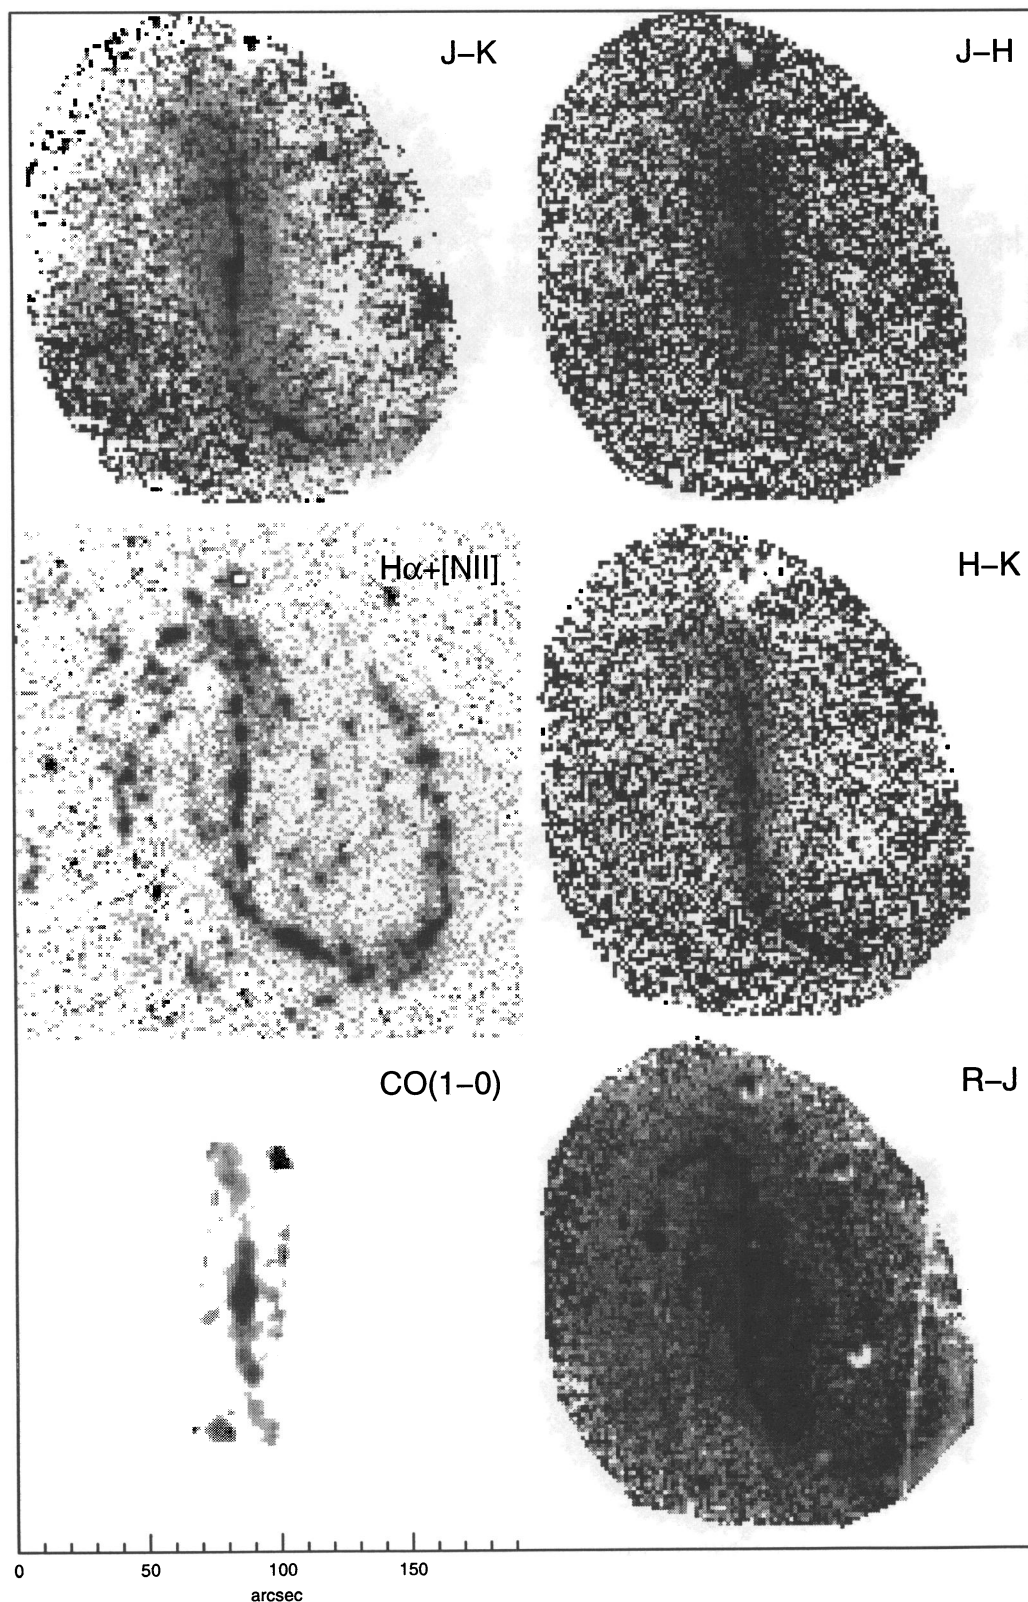 J–K
J–H
Hα+[NII]
H–K
CO(1–0)
R–J
0 50 100 150
arcsec